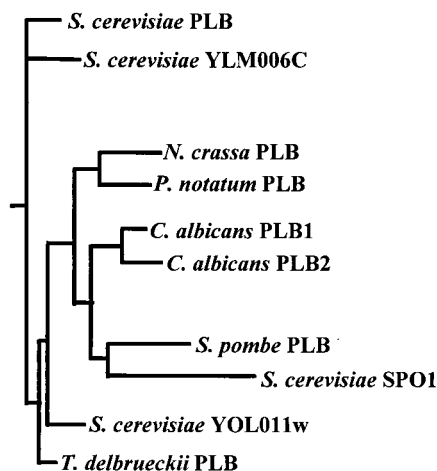 S. cerevisiae PLB
S. cerevisiae YLM006C
N. crassa PLB
P. notatum PLB
C. albicans PLB1
C. albicans PLB2
S. pombe PLB
S. cerevisiae SPO1
S. cerevisiae YOL011w
T. delbrueckii PLB